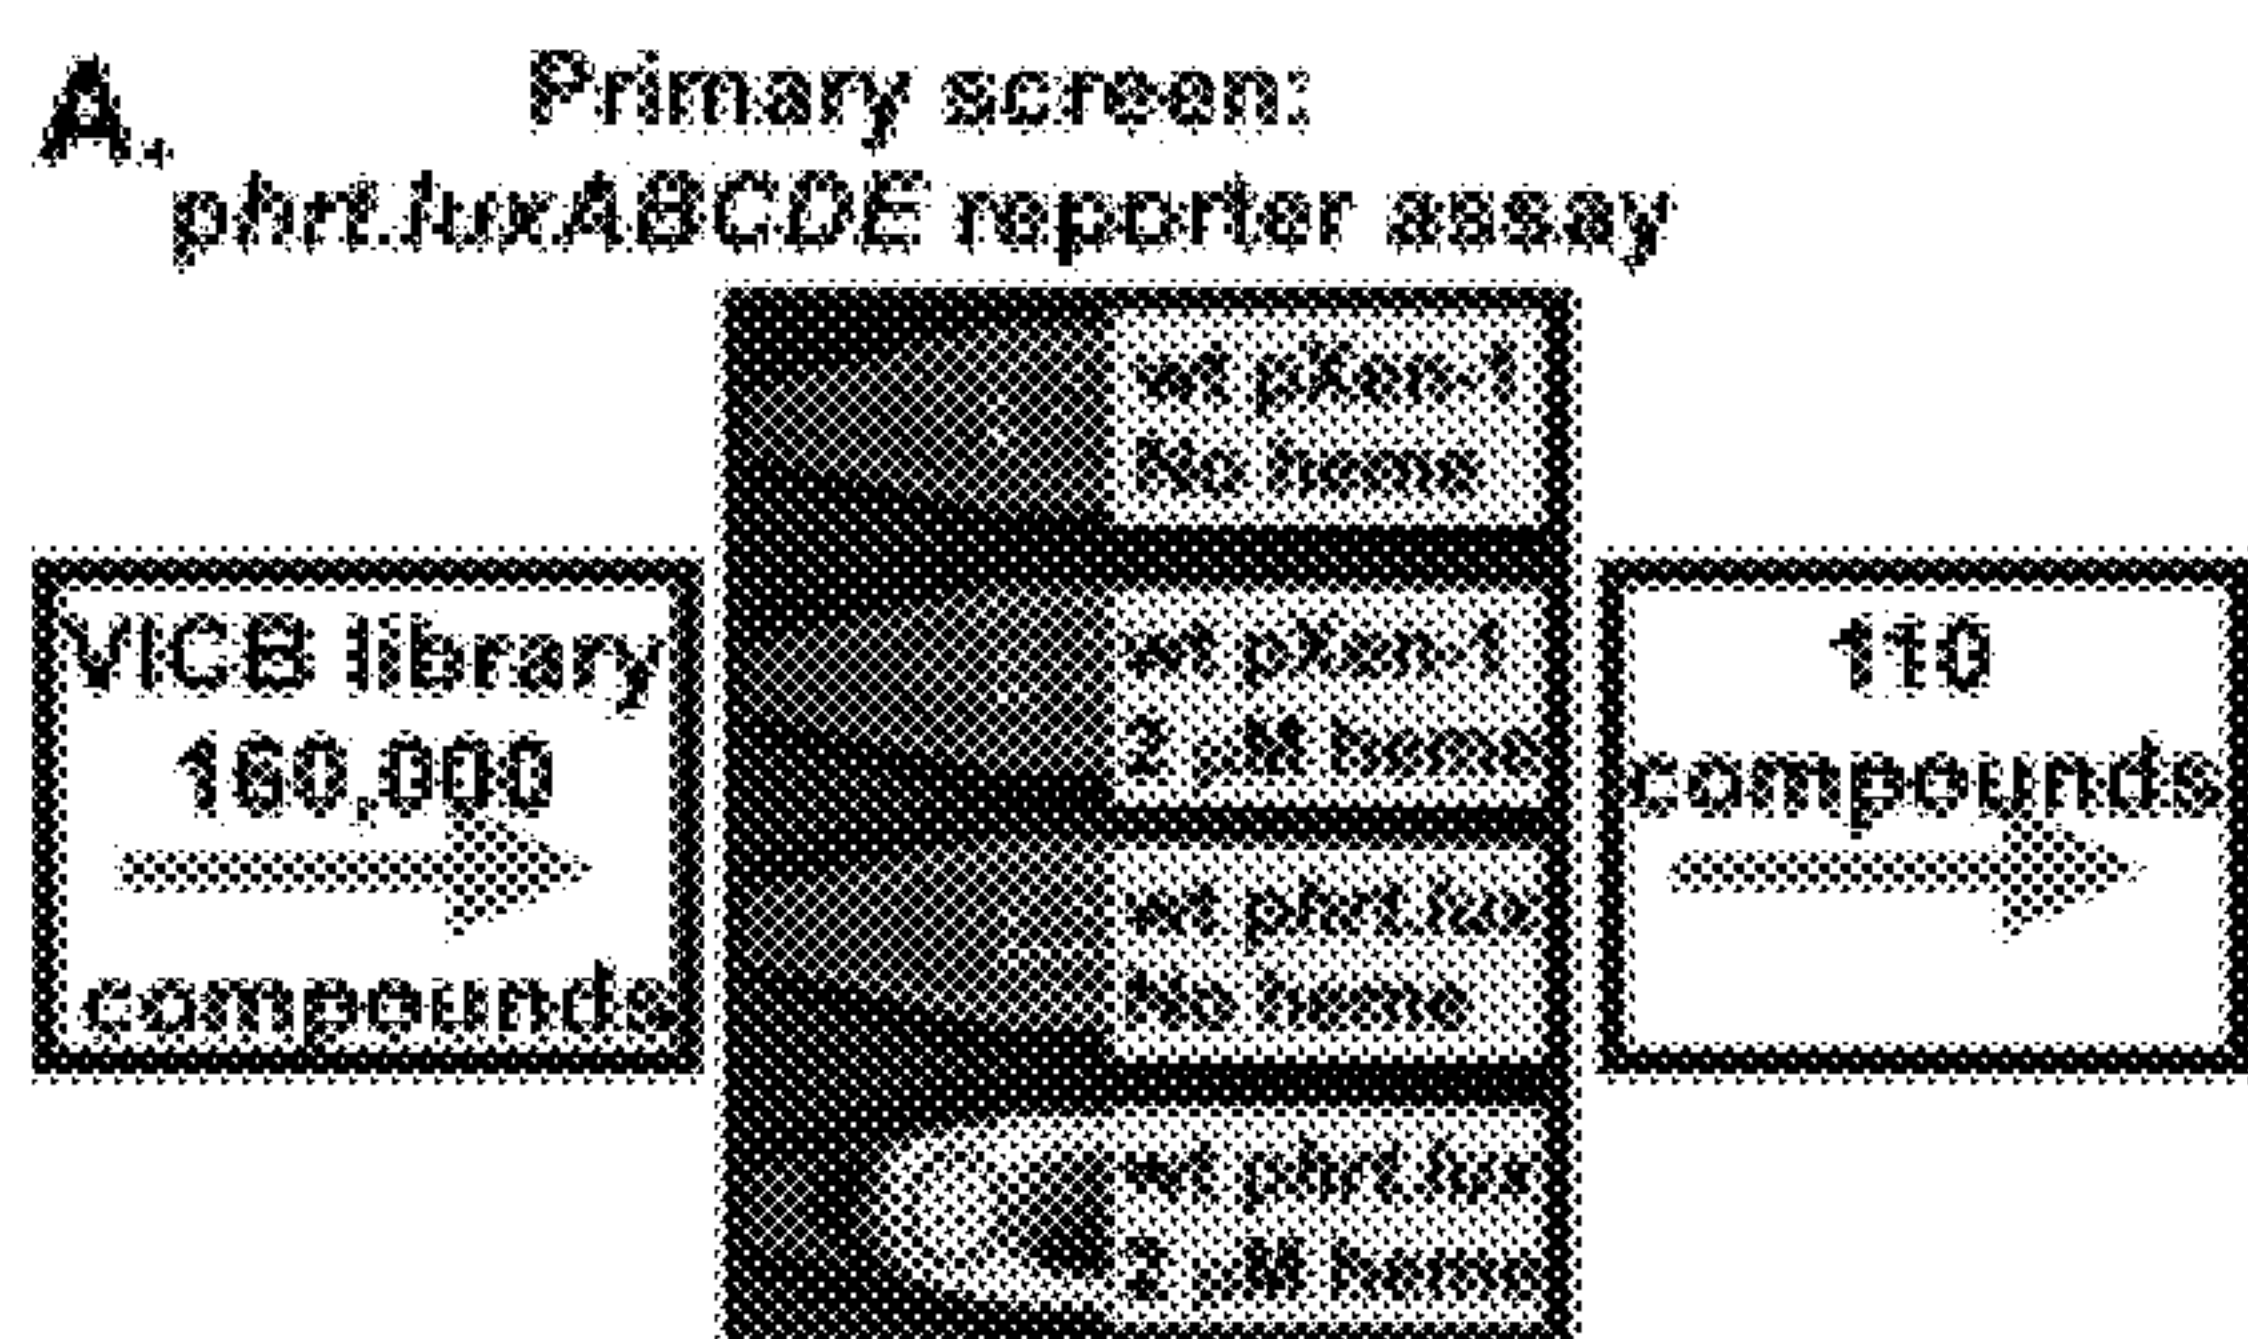 A.
Primary screen:
phrt.luxABCDE reporter assay
VICB library
160,000
compounds
wt pXen-1
No heme
wt pXen-1
2 µM heme
wt phrt.lux
No heme
wt phrt.lux
2 µM heme
110
compounds